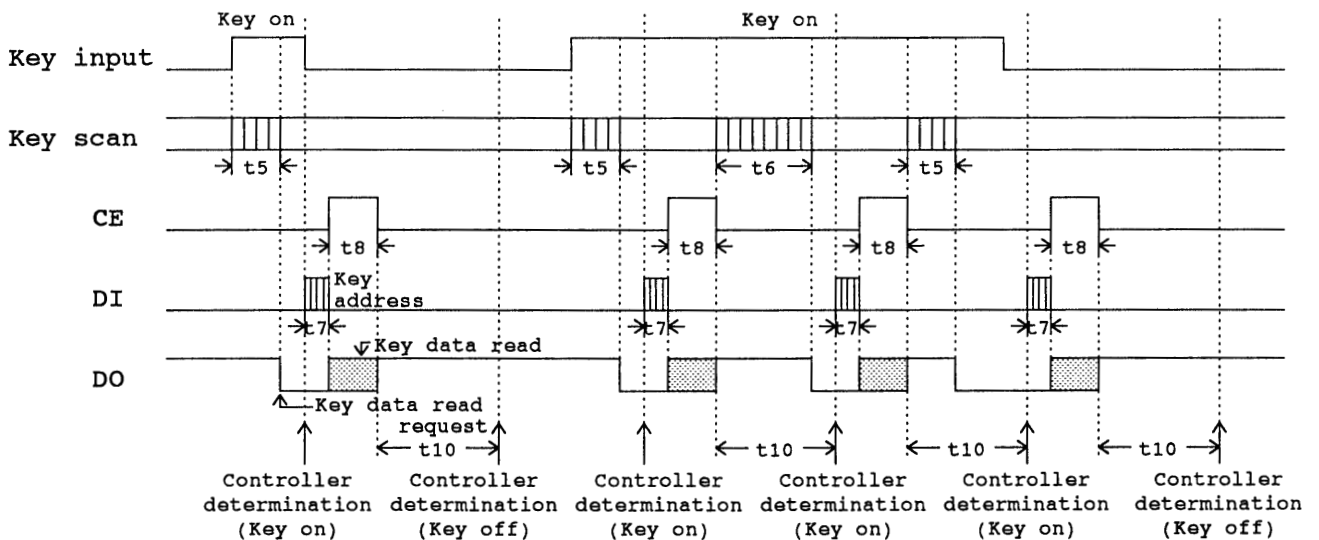 Key on
Key on
Key input
Key scan
t5
t5
t6
t5
CE
t8
t8
t8
t8
DI
Key
address
t7
t7
t7
t7
Key data read
DO
Key data read
request
t10
t10
t10
t10
Controller
determination
(Key on)
Controller
determination
(Key off)
Controller
determination
(Key on)
Controller
determination
(Key on)
Controller
determination
(Key on)
Controller
determination
(Key off)